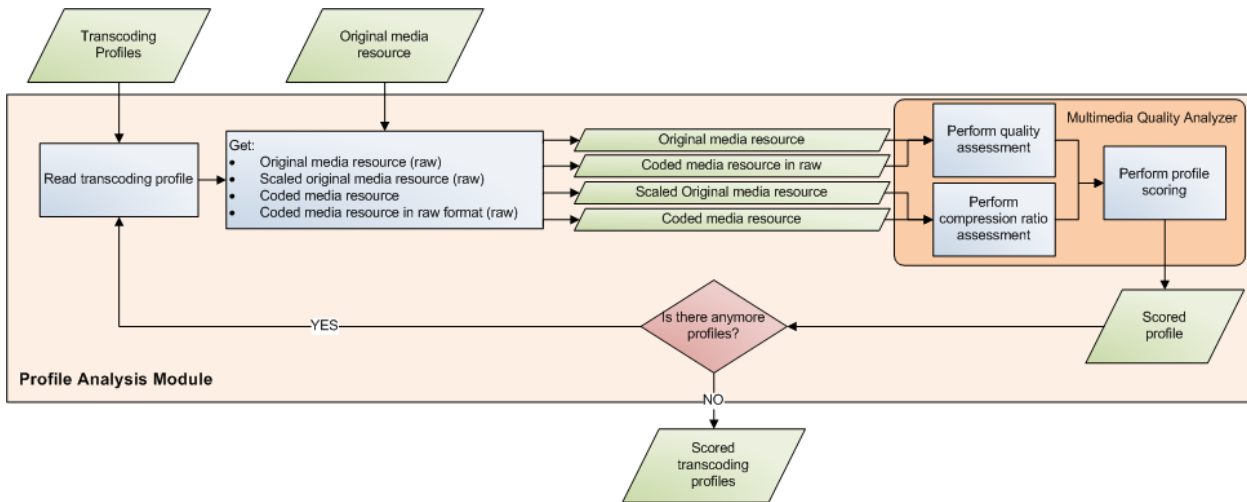 Transcoding
Profiles
Original media
resource
Multimedia Quality Analyzer
Read transcoding profile
Get:
• Original media resource (raw)
• Scaled original media resource (raw)
• Coded media resource
• Coded media resource in raw format (raw)
Original media resource
Coded media resource in raw
Scaled Original media resource
Coded media resource
Perform quality
assessment
Perform
compression ratio
assessment
Perform profile
scoring
Scored
profile
Is there anymore
profiles?
YES
NO
Profile Analysis Module
Scored
transcoding
profiles